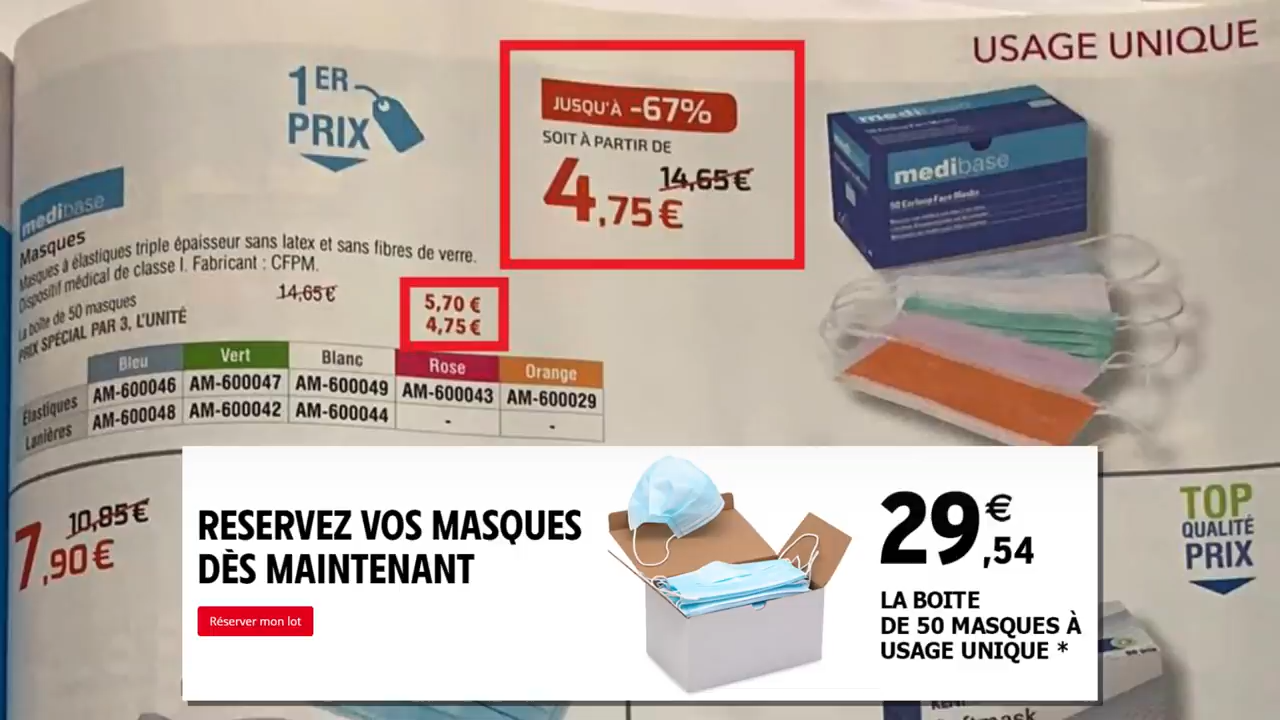 USAGE UNIQUE
1ER
PRIX
JUSQU'À -67%
SOIT À PARTIR DE
14,65€
4,75€
medibase
medibase
50 Earloop Face Masks
medibase
Masques
Masques à élastiques triple épaisseur sans latex et sans fibres de verre.
Dispositif médical de classe I. Fabricant : CFPM.
La boîte de 50 masques
14,65€
5,70 €
PRIX SPÉCIAL PAR 3, L'UNITÉ
4,75€
Bleu Vert Blanc Rose Orange
Élastiques AM-600046 AM-600047 AM-600049 AM-600043 AM-600029
Lanières AM-600048 AM-600042 AM-600044 - -
10,85€
7,90€
RESERVEZ VOS MASQUES
DÈS MAINTENANT
Réserver mon lot
29€,54
LA BOITE
DE 50 MASQUES À
USAGE UNIQUE *
TOP
QUALITÉ
PRIX